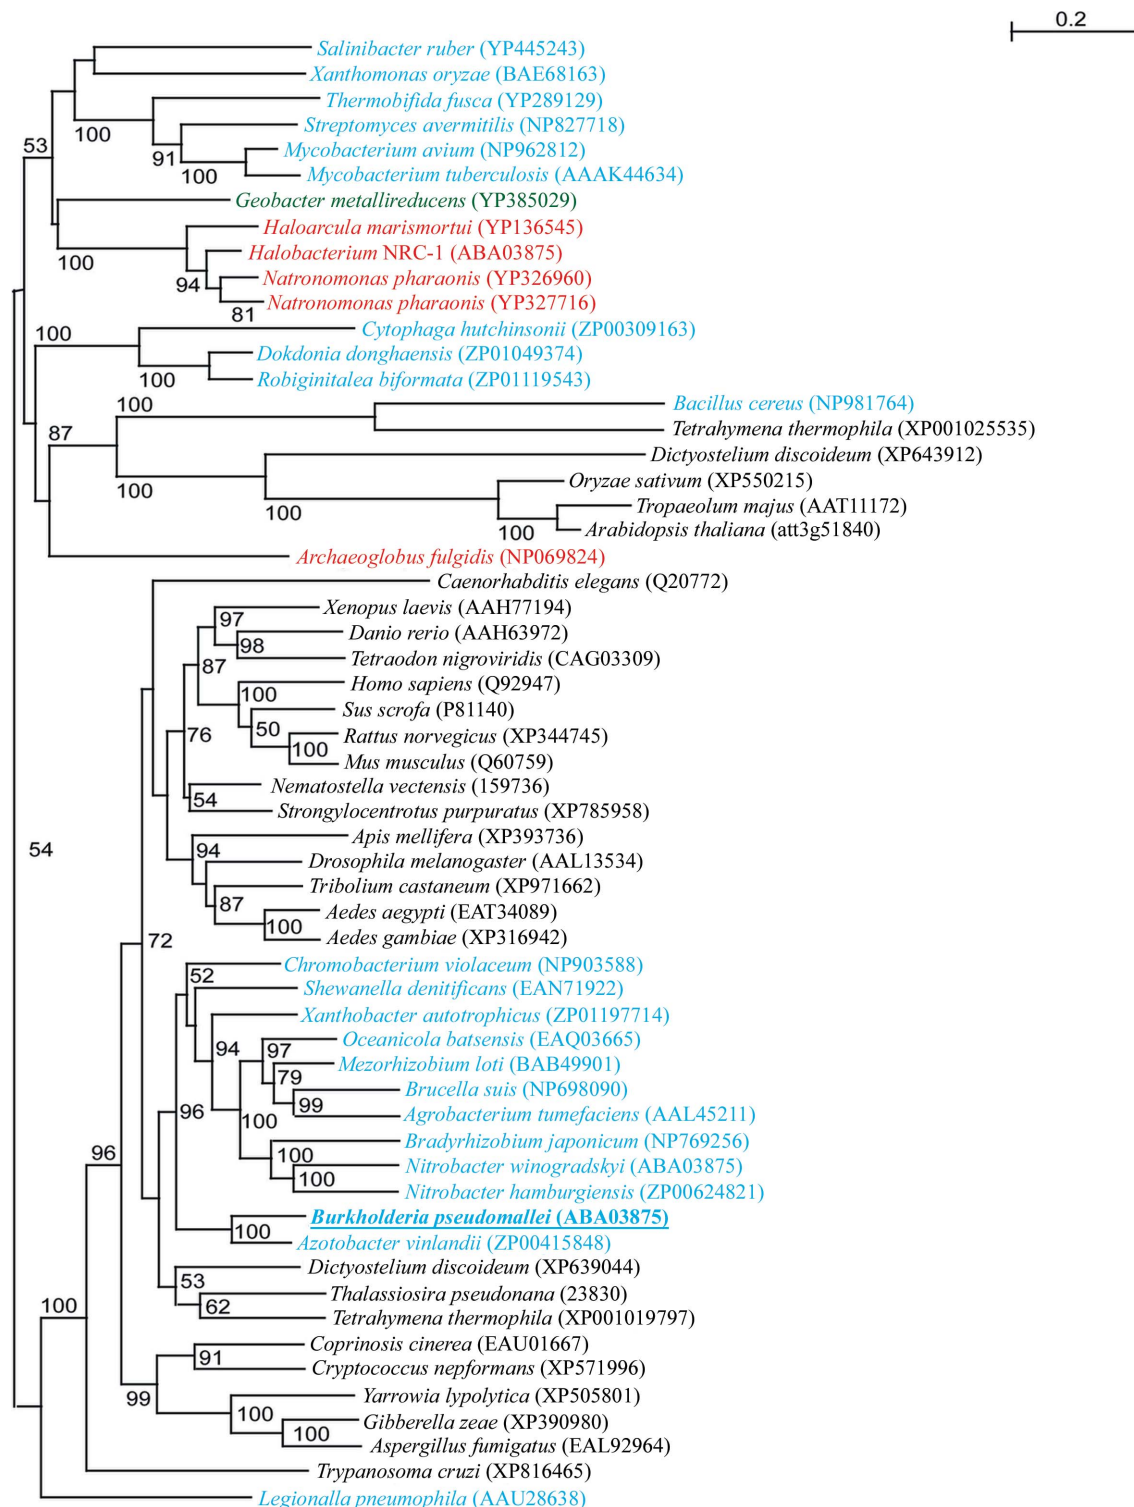 0.2
Salinibacter ruber (YP445243)
Xanthomonas oryzae (BAE68163)
Thermobifida fusca (YP289129)
100
Streptomyces avermitilis (NP827718)
53
Mycobacterium avium (NP962812)
91
100
Mycobacterium tuberculosis (AAAK44634)
Geobacter metallireducens (YP385029)
Haloarcula marismortui (YP136545)
Halobacterium NRC-1 (ABA03875)
100
Natronomonas pharaonis (YP326960)
94
Natronomonas pharaonis (YP327716)
81
Cytophaga hutchinsonii (ZP00309163)
100
Dokdonia donghaensis (ZP01049374)
100
Robiginitalea biformata (ZP01119543)
100
Bacillus cereus (NP981764)
87
Tetrahymena thermophila (XP001025535)
Dictyostelium discoideum (XP643912)
Oryzae sativum (XP550215)
100
Tropaeolum majus (AAT11172)
100
Arabidopsis thaliana (att3g51840)
100
Archaeoglobus fulgidis (NP069824)
Caenorhabditis elegans (Q20772)
Xenopus laevis (AAH77194)
97
Danio rerio (AAH63972)
98
Tetraodon nigroviridis (CAG03309)
87
Homo sapiens (Q92947)
100
Sus scrofa (P81140)
50
Rattus norvegicus (XP344745)
76
100
Mus musculus (Q60759)
Nematostella vectensis (159736)
54
Strongylocentrotus purpuratus (XP785958)
Apis mellifera (XP393736)
54
94
Drosophila melanogaster (AAL13534)
Tribolium castaneum (XP971662)
87
Aedes aegypti (EAT34089)
100
Aedes gambiae (XP316942)
72
Chromobacterium violaceum (NP903588)
52
Shewanella denitificans (EAN71922)
Xanthobacter autotrophicus (ZP01197714)
Oceanicola batsensis (EAQ03665)
94
97
Mezorhizobium loti (BAB49901)
79
Brucella suis (NP698090)
99
Agrobacterium tumefaciens (AAL45211)
96
100
Bradyrhizobium japonicum (NP769256)
96
100
Nitrobacter winogradskyi (ABA03875)
100
Nitrobacter hamburgiensis (ZP00624821)
Burkholderia pseudomallei (ABA03875)
100
Azotobacter vinlandii (ZP00415848)
Dictyostelium discoideum (XP639044)
53
Thalassiosira pseudonana (23830)
100
62
Tetrahymena thermophila (XP001019797)
Coprinosis cinerea (EAU01667)
91
Cryptococcus nepformans (XP571996)
99
Yarrowia lypolytica (XP505801)
100
Gibberella zeae (XP390980)
100
Aspergillus fumigatus (EAL92964)
Trypanosoma cruzi (XP816465)
Legionalla pneumophila (AAU28638)